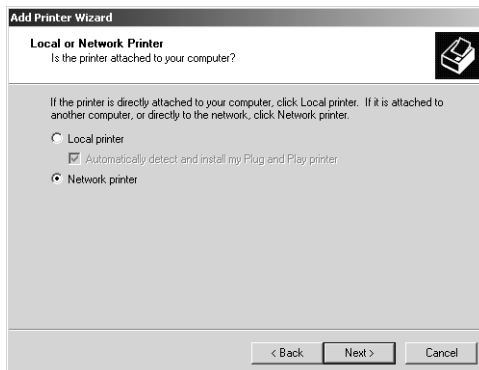 Add Printer Wizard
Local or Network Printer
Is the printer attached to your computer?
If the printer is directly attached to your computer, click Local printer. If it is attached to
another computer, or directly to the network, click Network printer.
Local printer
Automatically detect and install my Plug and Play printer
Network printer
< Back Next > Cancel